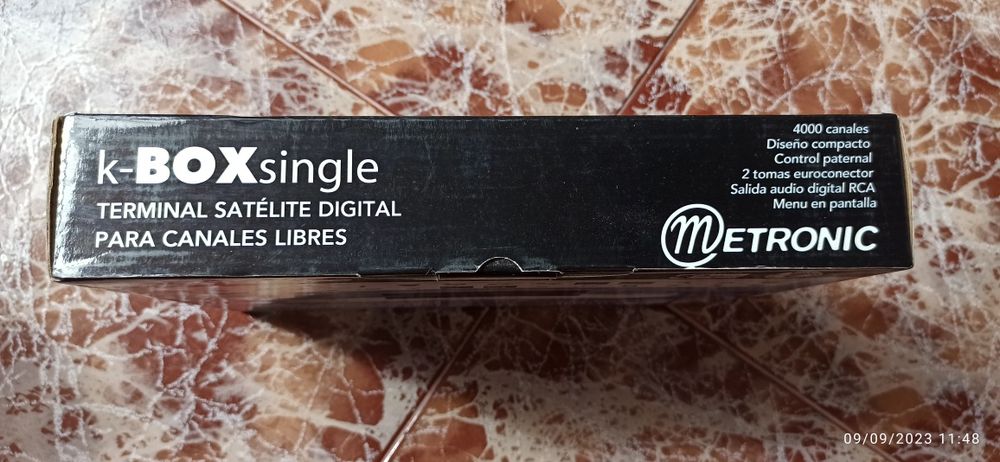 k-BOXsingle
TERMINAL SATÉLITE DIGITAL
PARA CANALES LIBRES
4000 canales
Diseño compacto
Control paternal
2 tomas euroconector
Salida audio digital RCA
Menu en pantalla
METRONIC
09/09/2023 11:48